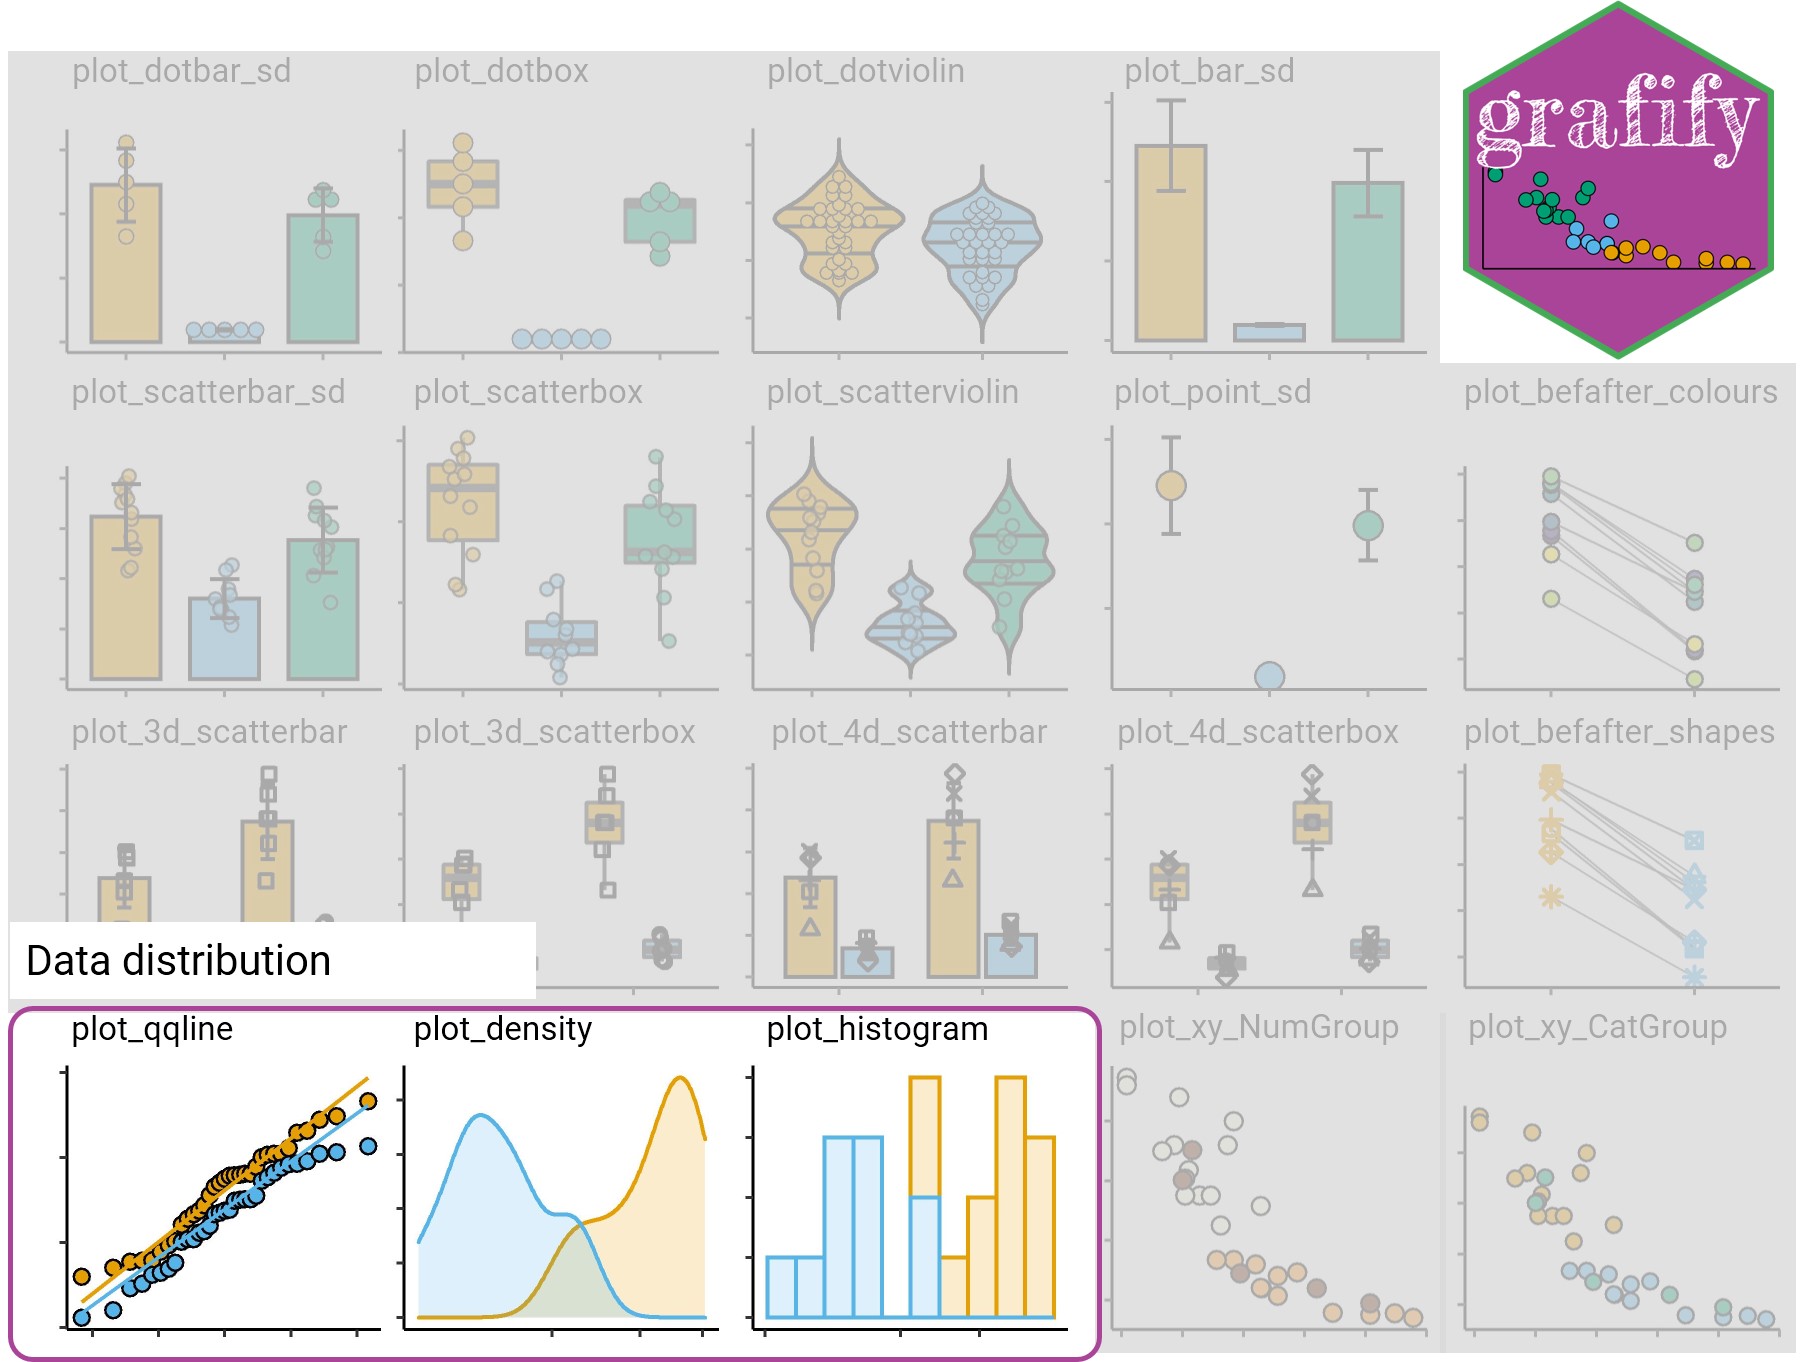 plot_dotbar_sd
plot_dotbox
plot_dotviolin
plot_bar_sd
grafify
plot_scatterbar_sd
plot_scatterbox
plot_scatterviolin
plot_point_sd
plot_befafter_colours
plot_3d_scatterbar
plot_3d_scatterbox
plot_4d_scatterbar
plot_4d_scatterbox
plot_befafter_shapes
Data distribution
plot_qqline
plot_density
plot_histogram
plot_xy_NumGroup
plot_xy_CatGroup